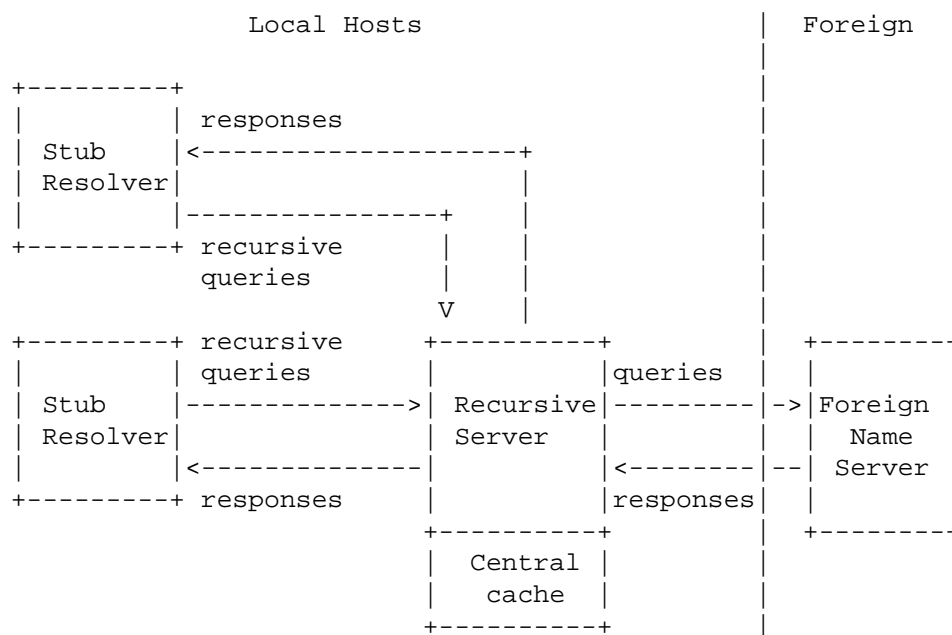 Local Hosts | Foreign
responses
Stub
Resolver
recursive
queries
V
recursive
queries queries
Stub Recursive Foreign
Resolver Server Name
Server
responses responses
Central
cache